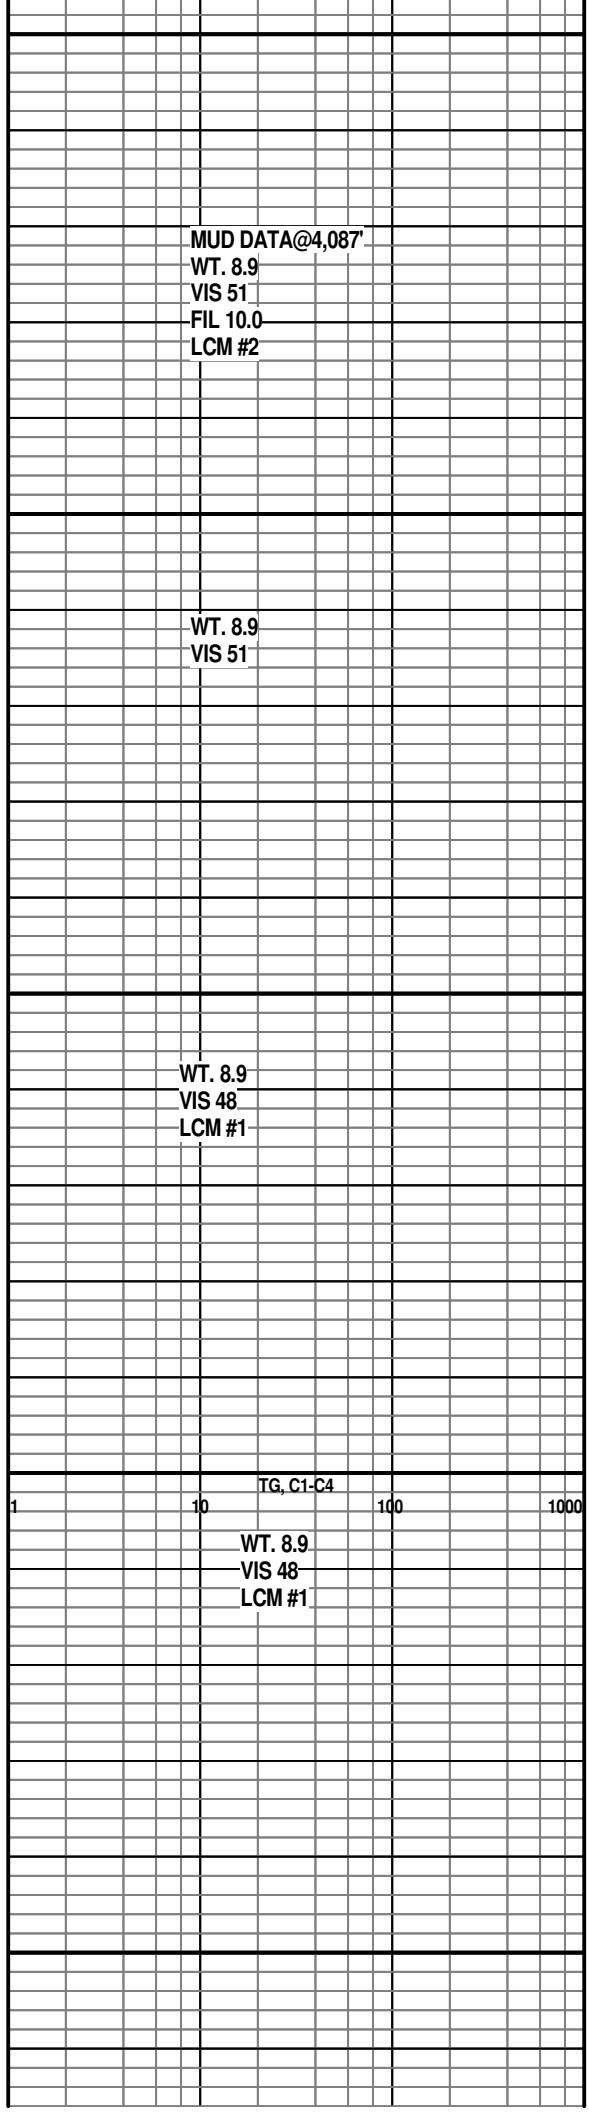 MUD DATA@4,087'
WT. 8.9
VIS 51
FIL 10.0
LCM #2
WT. 8.9
VIS 51
WT. 8.9
VIS 48
LCM #1
TG, C1-C4
1 10 100 1000
WT. 8.9
VIS 48
LCM #1